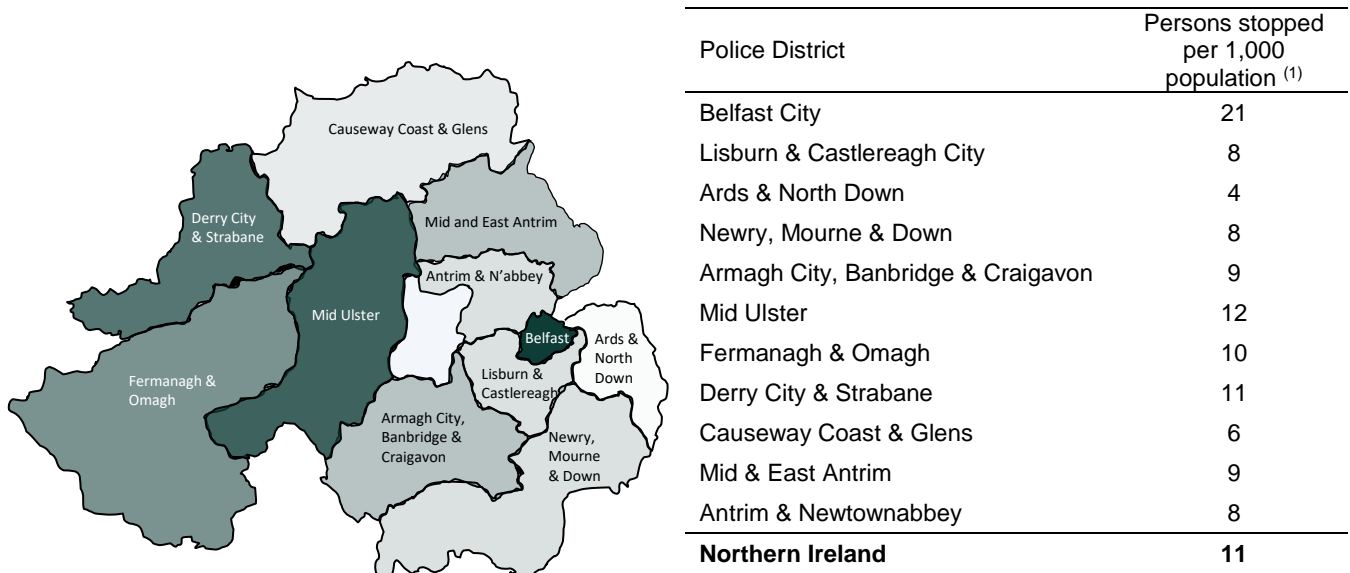 Causeway Coast & Glens
Derry City
& Strabane
Mid and East Antrim
Antrim & N'abbey
Mid Ulster
Belfast
Ards &
North
Down
Fermanagh &
Omagh
Lisburn &
Castlereagh
Armagh City,
Banbridge &
Craigavon
Newry,
Mourne
& Down
Police District
Persons stopped
per 1,000
population (1)
Belfast City 21
Lisburn & Castlereagh City 8
Ards & North Down 4
Newry, Mourne & Down 8
Armagh City, Banbridge & Craigavon 9
Mid Ulster 12
Fermanagh & Omagh 10
Derry City & Strabane 11
Causeway Coast & Glens 6
Mid & East Antrim 9
Antrim & Newtownabbey 8
Northern Ireland 11